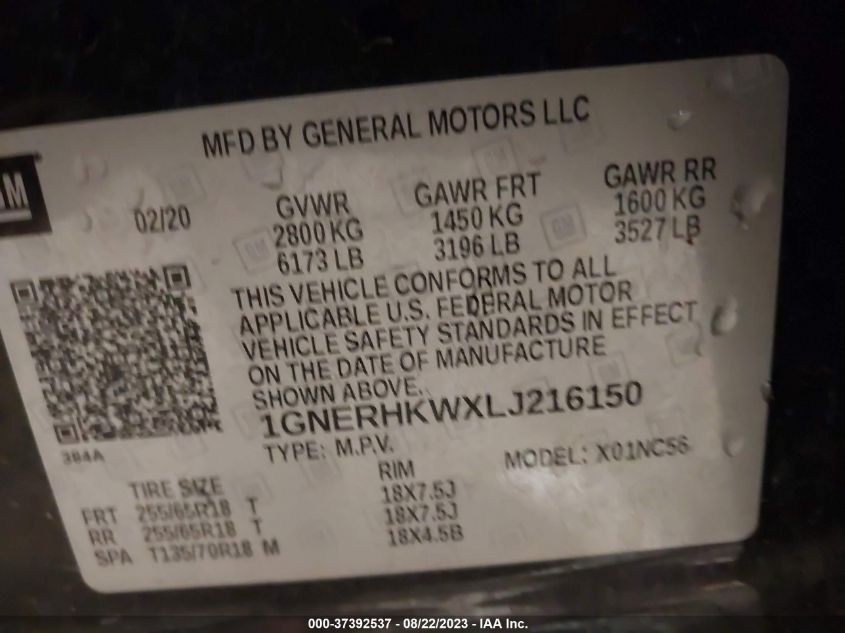 MFD BY GENERAL MOTORS LLC
GM
02/20
GVWR GAWR FRT GAWR RR
2800 KG 1450 KG 1600 KG
6173 LB 3196 LB 3527 LB
THIS VEHICLE CONFORMS TO ALL
APPLICABLE U.S. FEDERAL MOTOR
VEHICLE SAFETY STANDARDS IN EFFECT
ON THE DATE OF MANUFACTURE
SHOWN ABOVE.
1GNERHKWXLJ216150
384A
TYPE: M.P.V. MODEL: X01NC56
TIRE SIZE RIM
FRT 255/65R18 T 18X7.5J
RR 255/65R18 T 18X7.5J
SPA T135/70R18 M 18X4.5B
000-37392537 - 08/22/2023 - IAA Inc.